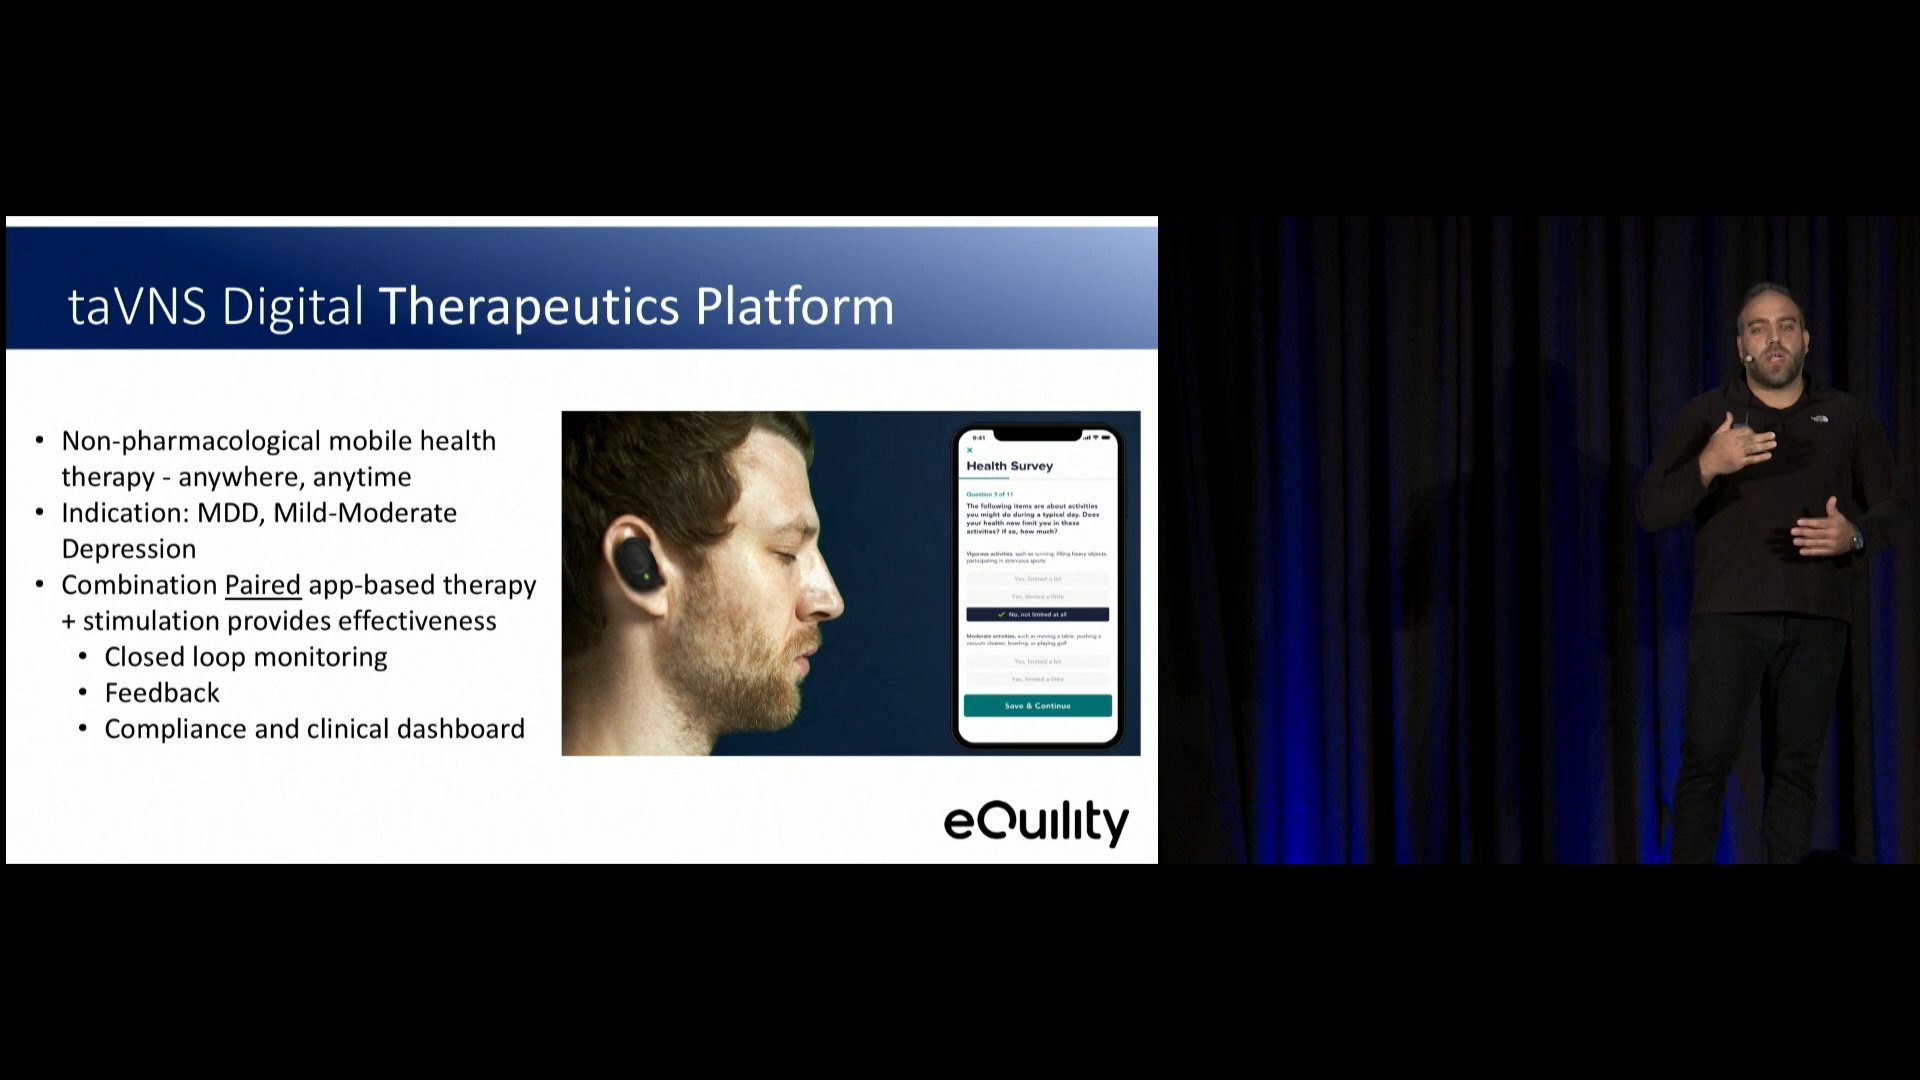 taVNS Digital Therapeutics Platform
• Non-pharmacological mobile health
therapy - anywhere, anytime
• Indication: MDD, Mild-Moderate
Depression
• Combination Paired app-based therapy
+ stimulation provides effectiveness
• Closed loop monitoring
• Feedback
• Compliance and clinical dashboard
9:41
Health Survey
Question 3 of 11
The following items are about activities
you might do during a typical day. Does
your health now limit you in these
activities? If so, how much?
Vigorous activities, such as running, lifting heavy objects,
participating in strenuous sports
Yes, limited a lot
Yes, limited a little
No, not limited at all
Moderate activities, such as moving a table, pushing a
vacuum cleaner, bowling, or playing golf
Yes, limited a lot
Yes, limited a little
Save & Continue
eQuility